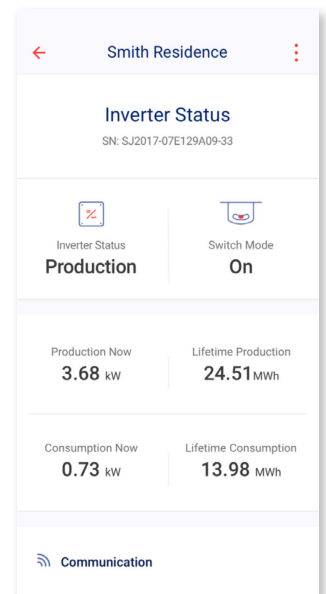 Smith Residence
Inverter Status
SN: SJ2017-07E129A09-33
Inverter Status
Production
Switch Mode
On
Production Now
3.68 kW
Lifetime Production
24.51MWh
Consumption Now
0.73 kW
Lifetime Consumption
13.98 MWh
Communication